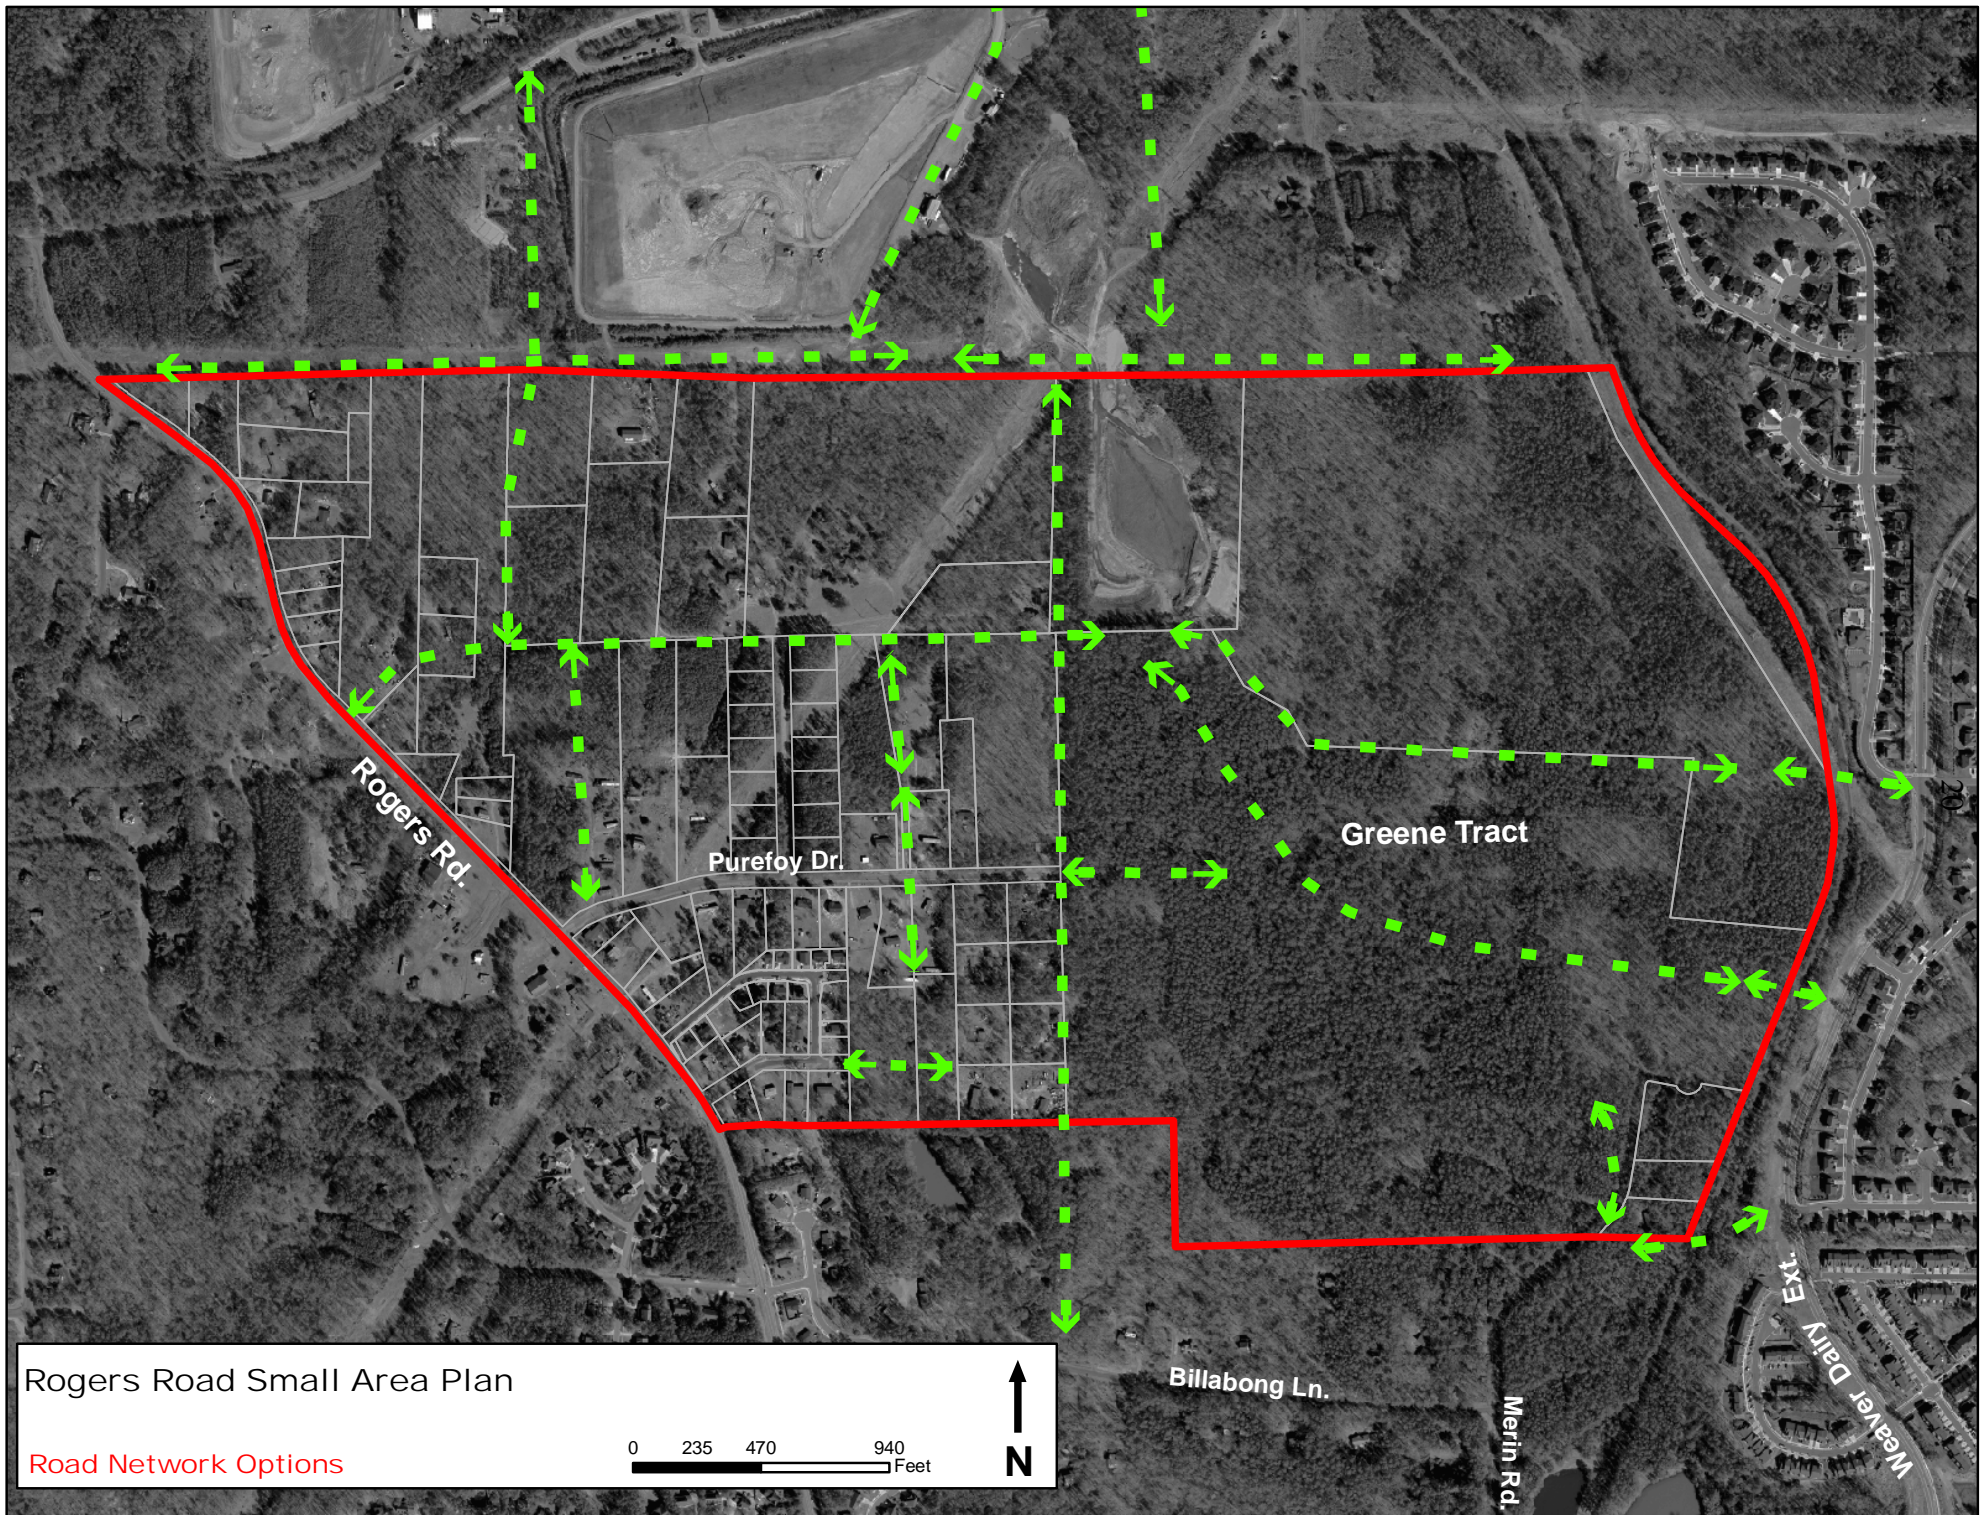 20
Greene Tract
Rogers Rd.
Purefoy Dr.
Weaver Dairy Ext.
Billabong Ln.
Merin Rd.
Rogers Road Small Area Plan
Road Network Options
0 235 470 940
Feet
N